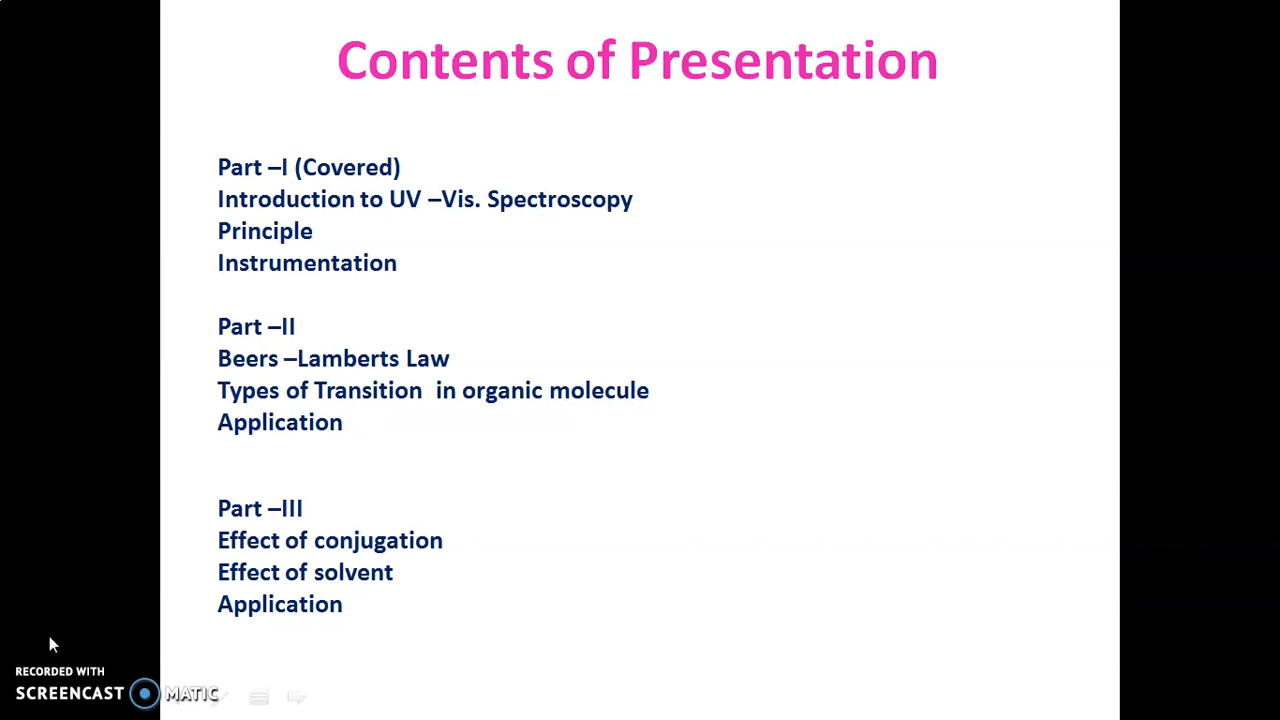 Contents of Presentation
Part –I (Covered)
Introduction to UV –Vis. Spectroscopy
Principle
Instrumentation
Part –II
Beers –Lamberts Law
Types of Transition  in organic molecule
Application
Part –III
Effect of conjugation
Effect of solvent
Application
RECORDED WITH
SCREENCAST MATIC